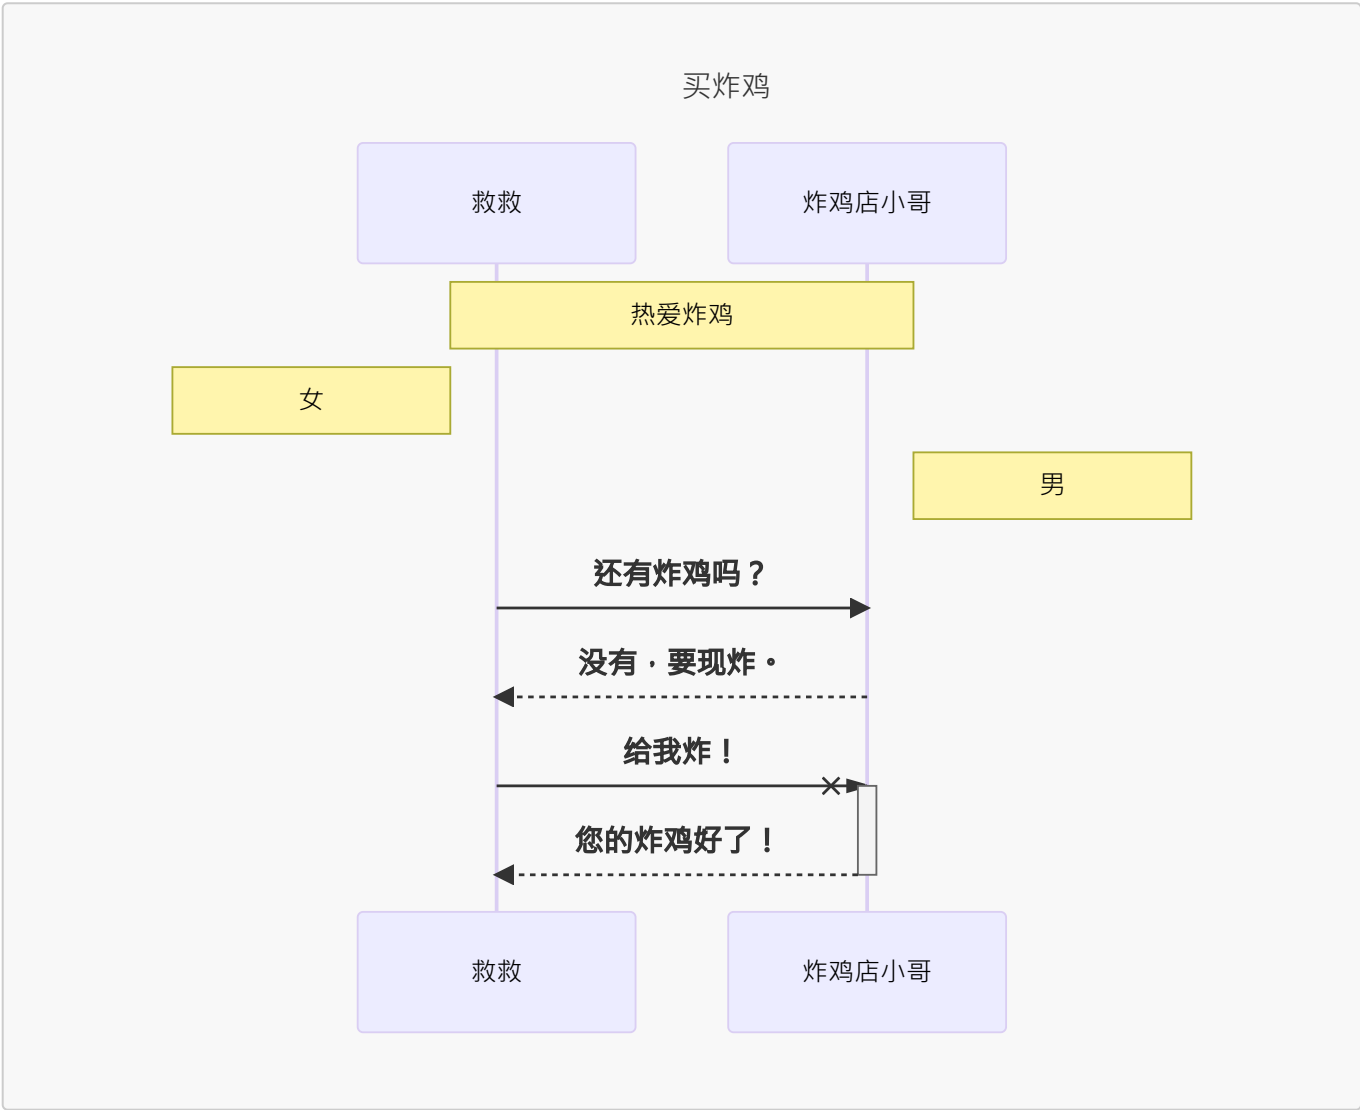 买炸鸡
救救
炸鸡店小哥
热爱炸鸡
女
男
还有炸鸡吗？
没有，要现炸。
给我炸！
您的炸鸡好了！
救救
炸鸡店小哥